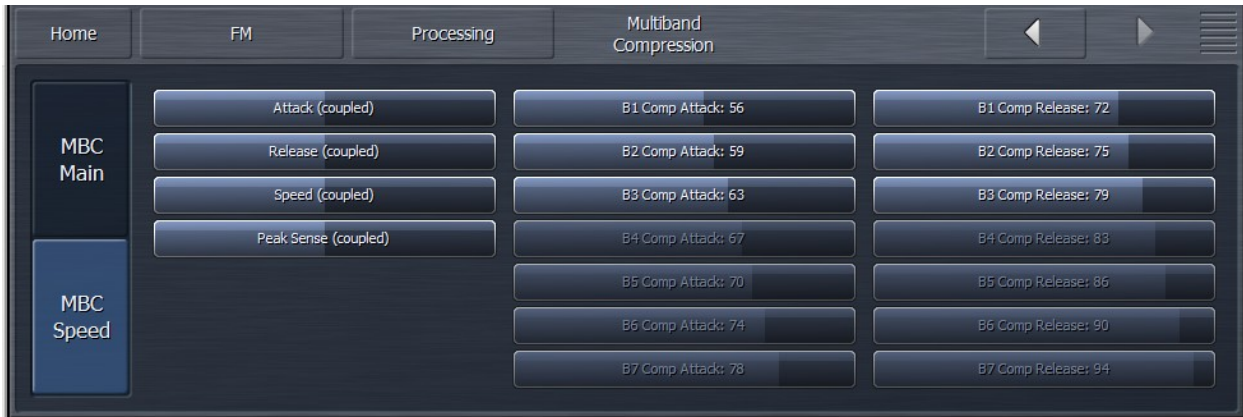 Home
FM
Processing
Multiband
Compression
MBC
Main
MBC
Speed
Attack (coupled)
Release (coupled)
Speed (coupled)
Peak Sense (coupled)
B1 Comp Attack: 56
B2 Comp Attack: 59
B3 Comp Attack: 63
B4 Comp Attack: 67
B5 Comp Attack: 70
B6 Comp Attack: 74
B7 Comp Attack: 78
B1 Comp Release: 72
B2 Comp Release: 75
B3 Comp Release: 79
B4 Comp Release: 83
B5 Comp Release: 86
B6 Comp Release: 90
B7 Comp Release: 94